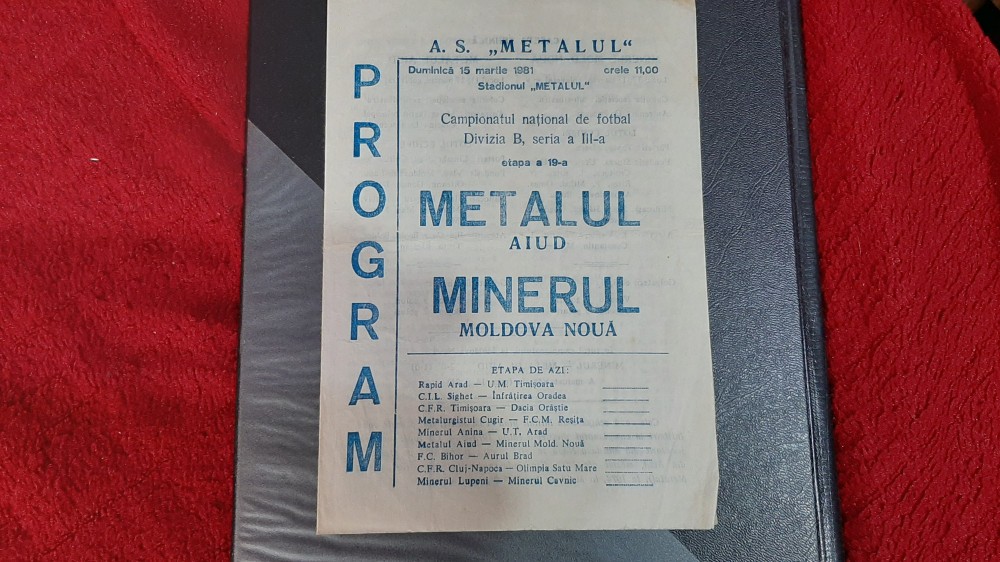 A. S. „METALUL“
PROGRAM
Duminică 15 martie 1981 orele 11,00
Stadionul „METALUL“
Campionatul național de fotbal
Divizia B, seria a III-a
etapa a 19-a
METALUL
AIUD
MINERUL
MOLDOVA NOUĂ
ETAPA DE AZI:
Rapid Arad — U.M. Timișoara
C.I.L. Sighet — Înfrățirea Oradea
C.F.R. Timișoara — Dacia Orăștie
Metalurgistul Cugir — F.C.M. Reșița
Minerul Anina — U.T. Arad
Metalul Aiud — Minerul Mold. Nouă
F.C. Bihor — Aurul Brad
C.F.R. Cluj-Napoca — Olimpia Satu Mare
Minerul Lupeni — Minerul Cavnic